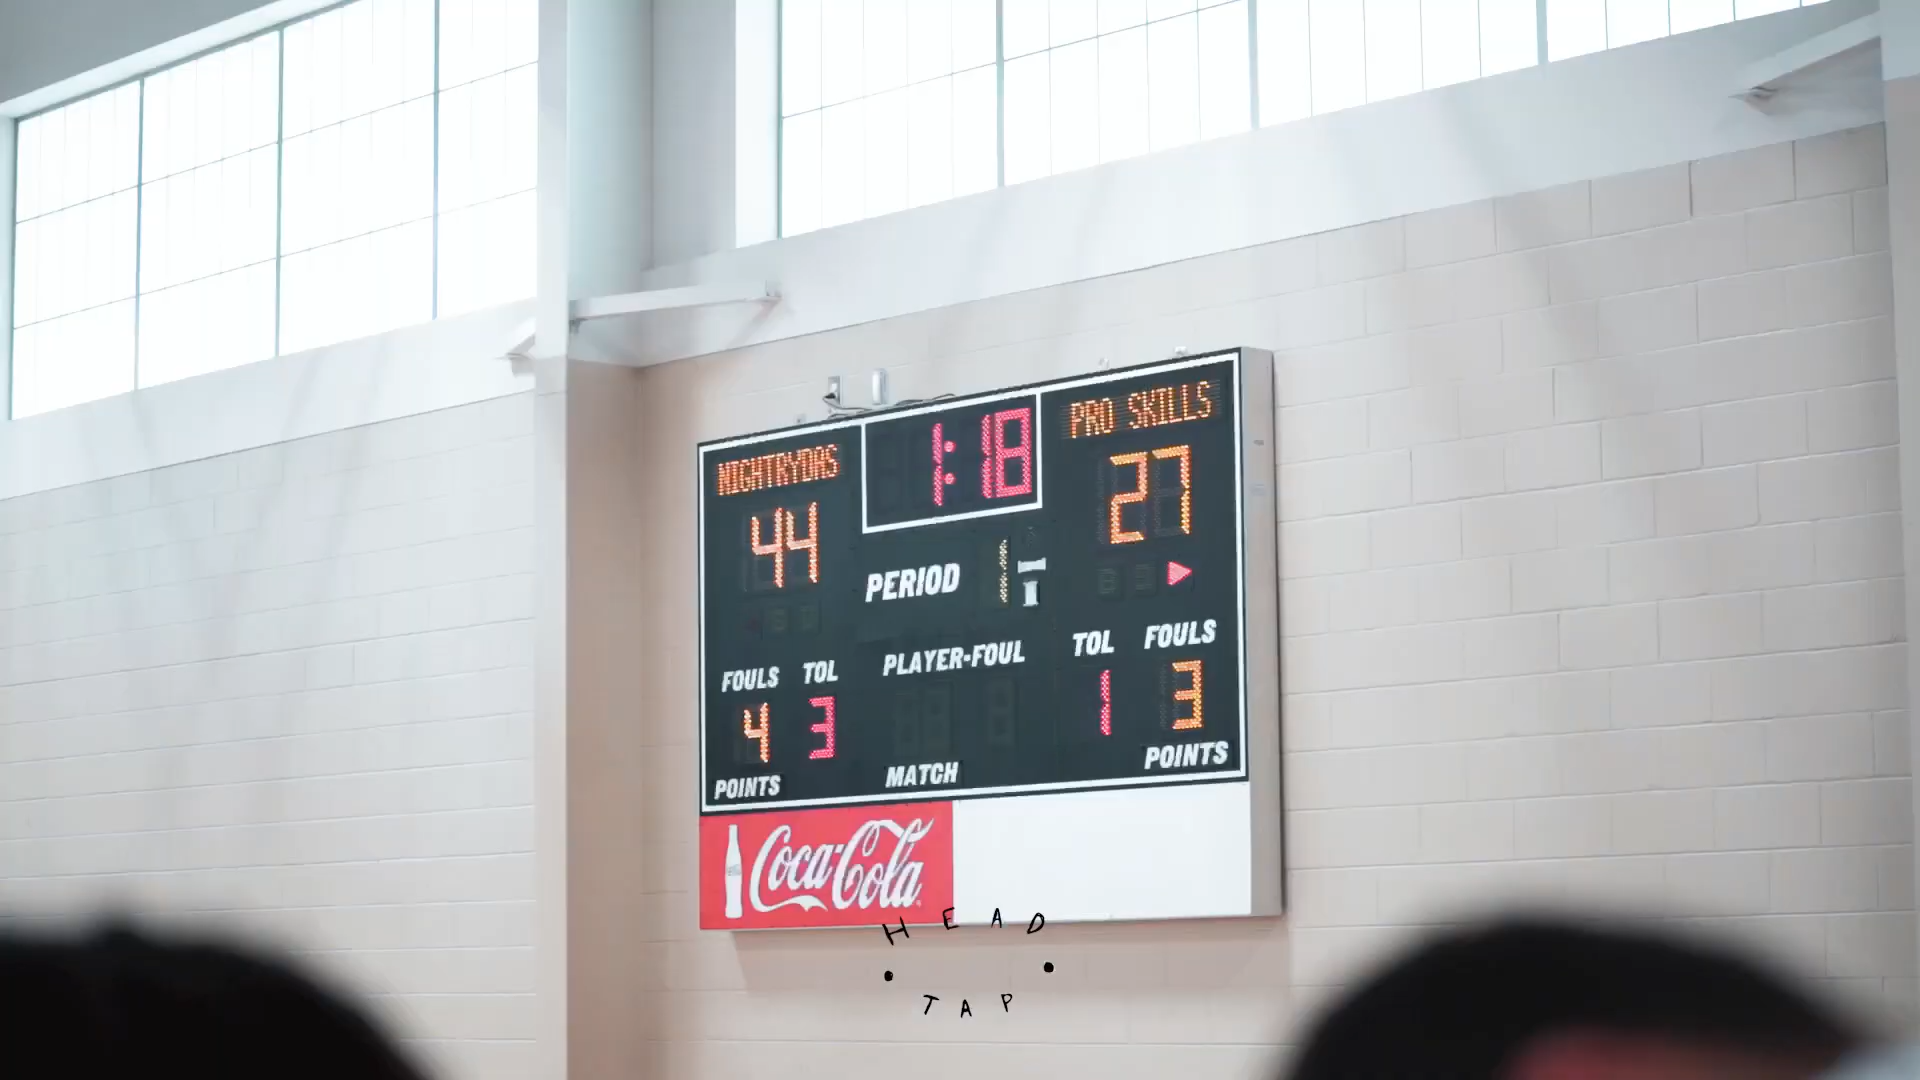 NIGHTRYDAS
1:18
PRO SKILLS
44
27
PERIOD 1
FOULS TOL
PLAYER-FOUL
TOL FOULS
4 3
1 3
POINTS
MATCH
POINTS
Coca-Cola
HEAD
TAP